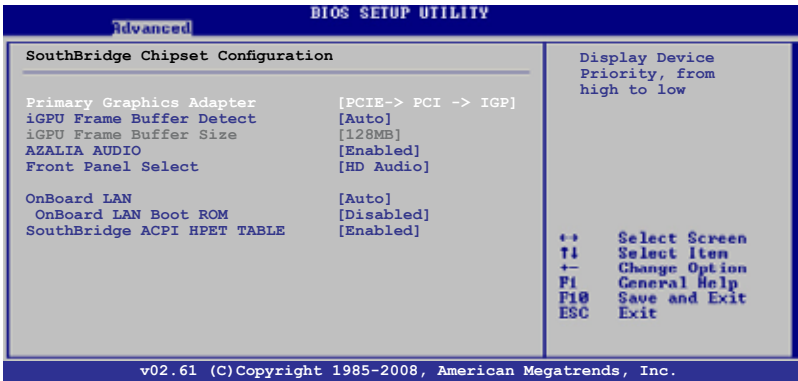 BIOS SETUP UTILITY
Advanced
SouthBridge Chipset Configuration
Primary Graphics Adapter [PCIE-> PCI -> IGP]
iGPU Frame Buffer Detect [Auto]
iGPU Frame Buffer Size [128MB]
AZALIA AUDIO [Enabled]
Front Panel Select [HD Audio]
OnBoard LAN [Auto]
OnBoard LAN Boot ROM [Disabled]
SouthBridge ACPI HPET TABLE [Enabled]
Display Device
Priority, from
high to low
↔ Select Screen
↑↓ Select Item
+- Change Option
F1 General Help
F10 Save and Exit
ESC Exit
v02.61 (C)Copyright 1985-2008, American Megatrends, Inc.